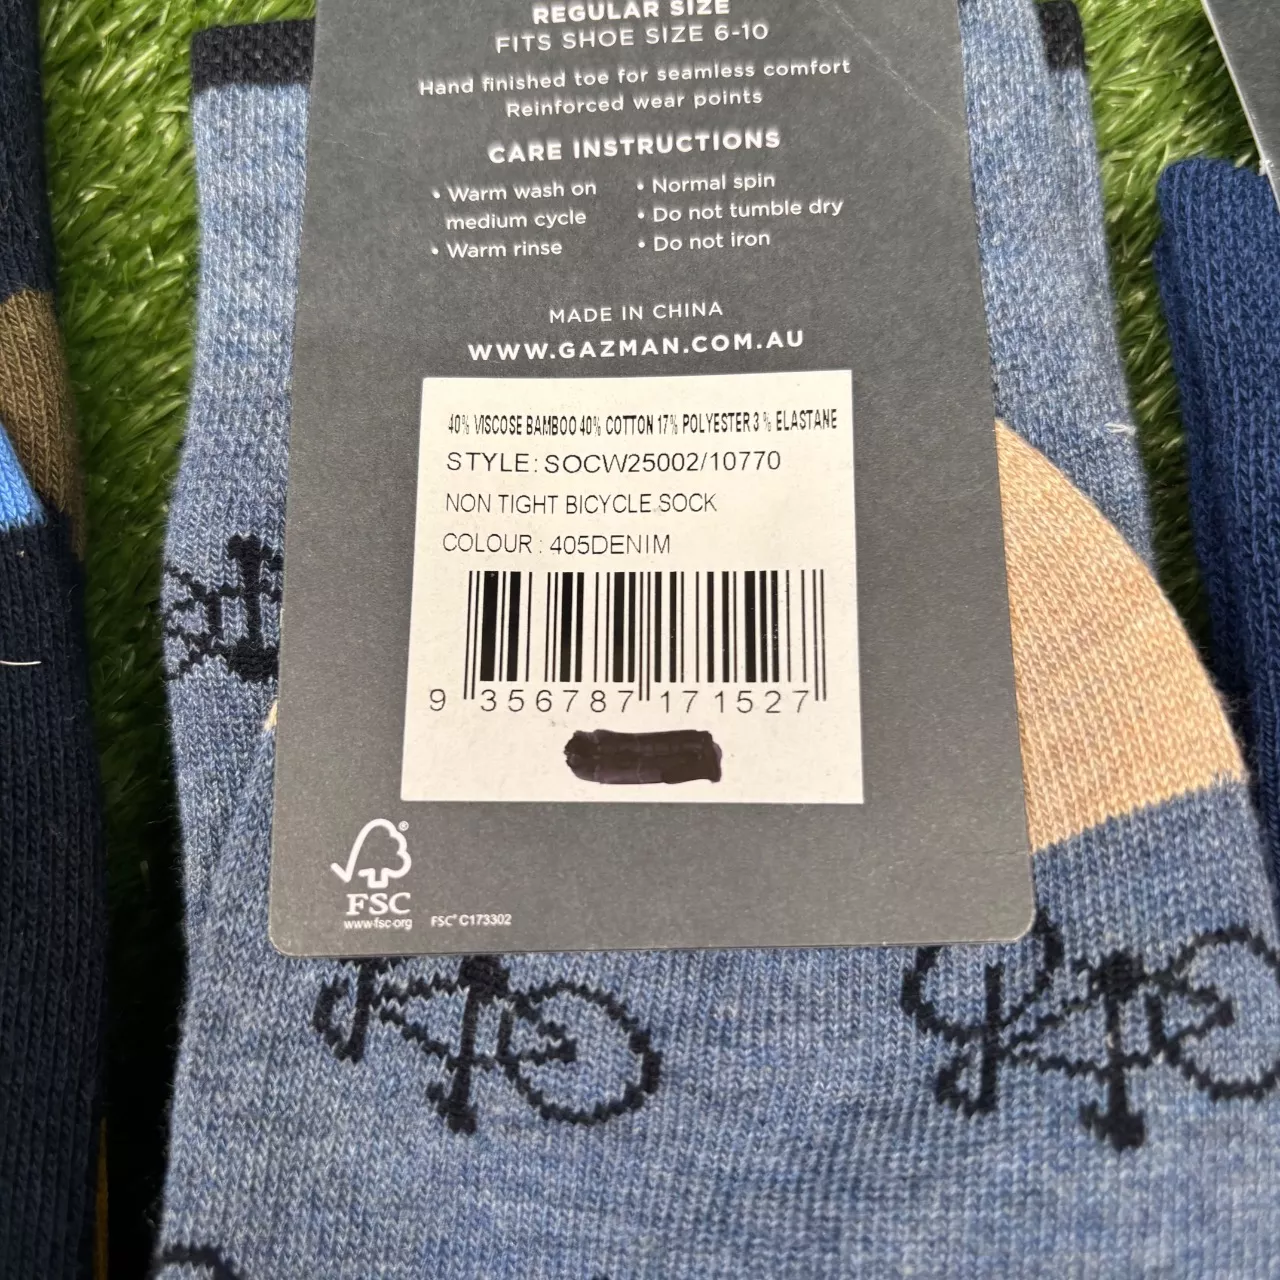 REGULAR SIZE
FITS SHOE SIZE 6-10
Hand finished toe for seamless comfort
Reinforced wear points
CARE INSTRUCTIONS
• Warm wash on
medium cycle
• Warm rinse
• Normal spin
• Do not tumble dry
• Do not iron
MADE IN CHINA
WWW.GAZMAN.COM.AU
40% VISCOSE BAMBOO 40% COTTON 17% POLYESTER 3 % ELASTANE
STYLE: SOCW25002/10770
NON TIGHT BICYCLE SOCK
COLOUR : 405DENIM
9 356787 171527
®
FSC
www.fsc.org
FSC® C173302